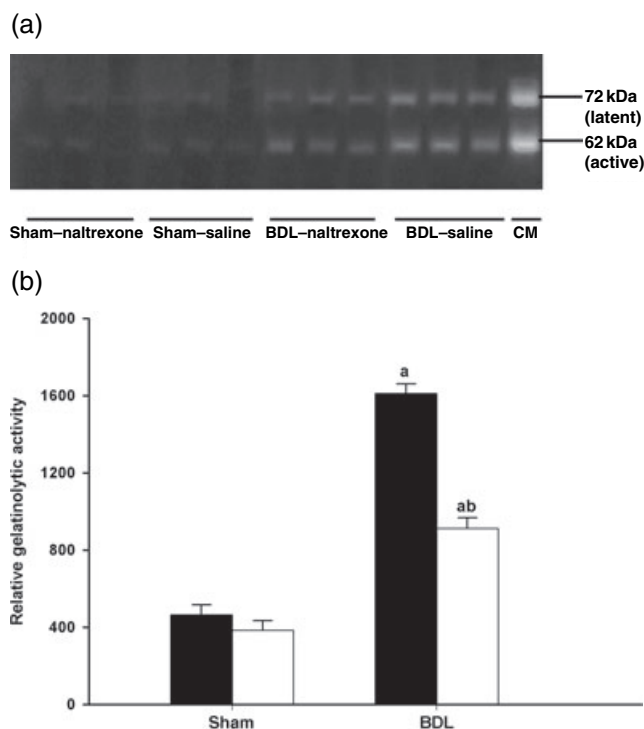 (a)
72 kDa
(latent)
62 kDa
(active)
Sham–naltrexone Sham–saline BDL–naltrexone BDL–saline CM
(b)
2000
1600
1200
800
400
0
Relative gelatinolytic activity
a
ab
Sham BDL